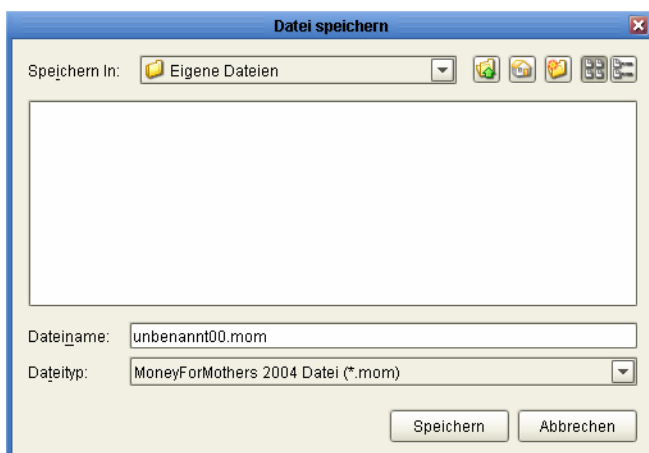 Datei speichern
Speichern In: Eigene Dateien
Dateiname: unbenannt00.mom
Dateityp: MoneyForMothers 2004 Datei (*.mom)
Speichern Abbrechen